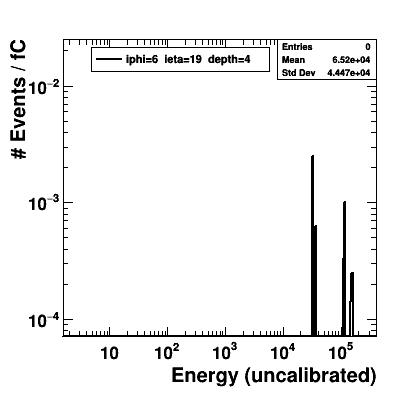 iphi=6 ieta=19 depth=4
Entries 0
Mean 6.52e+04
Std Dev 4.447e+04
# Events / fC
10⁻²
10⁻³
10⁻⁴
10 10² 10³ 10⁴ 10⁵
Energy (uncalibrated)